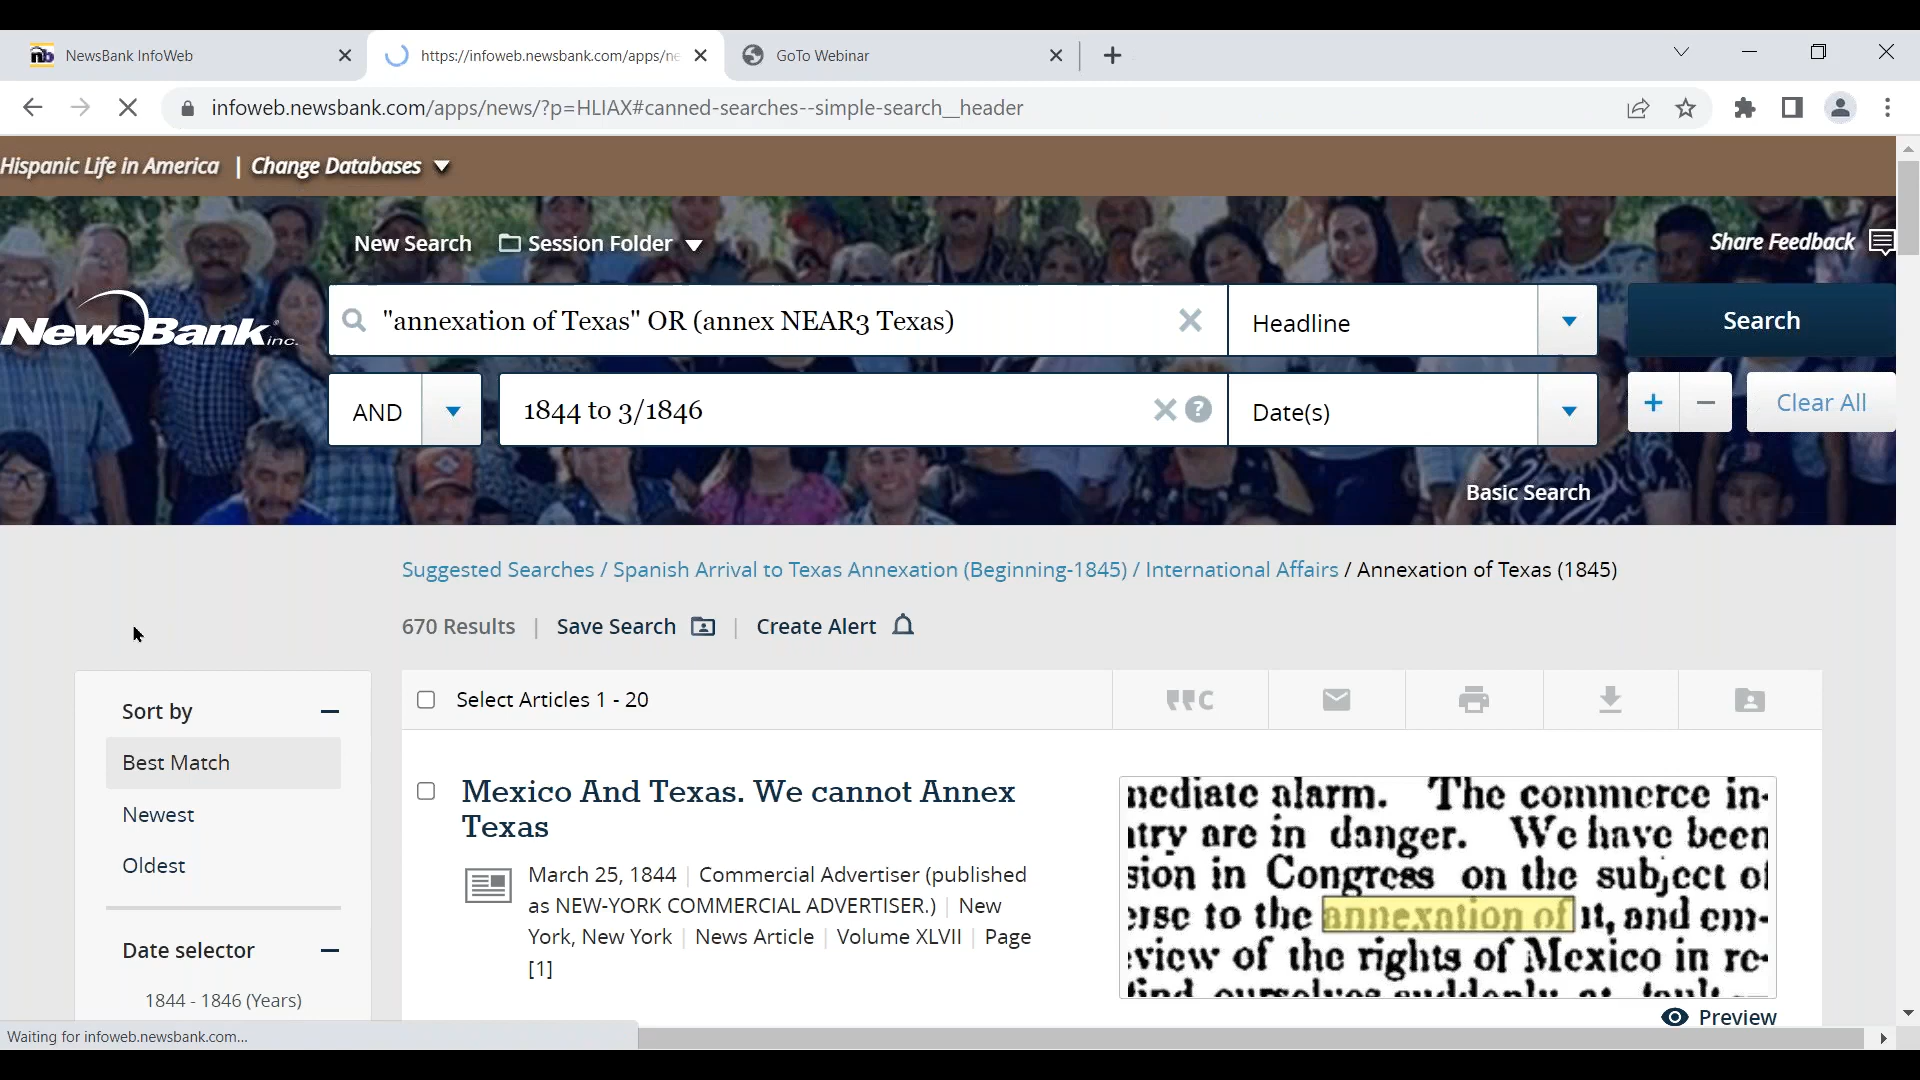 NewsBank InfoWeb
https://infoweb.newsbank.com/apps/ne
GoTo Webinar
infoweb.newsbank.com/apps/news/?p=HLIAX#canned-searches--simple-search__header
Hispanic Life in America | Change Databases
New Search Session Folder
Share Feedback
NewsBank inc.
"annexation of Texas" OR (annex NEAR3 Texas)
Headline
Search
AND
1844 to 3/1846
?
Date(s)
+ −
Clear All
Basic Search
Suggested Searches / Spanish Arrival to Texas Annexation (Beginning-1845) / International Affairs / Annexation of Texas (1845)
670 Results | Save Search | Create Alert
Sort by
Best Match
Newest
Oldest
Date selector
1844 - 1846 (Years)
Select Articles 1 - 20
Mexico And Texas. We cannot Annex
Texas
March 25, 1844 | Commercial Advertiser (published
as NEW-YORK COMMERCIAL ADVERTISER.) | New
York, New York | News Article | Volume XLVII | Page
[1]
nediate alarm. The commerce in-
ntry are in danger. We have been
sion in Congress on the subject of
erse to the annexation of it, and em-
view of the rights of Mexico in re-
Preview
Waiting for infoweb.newsbank.com...